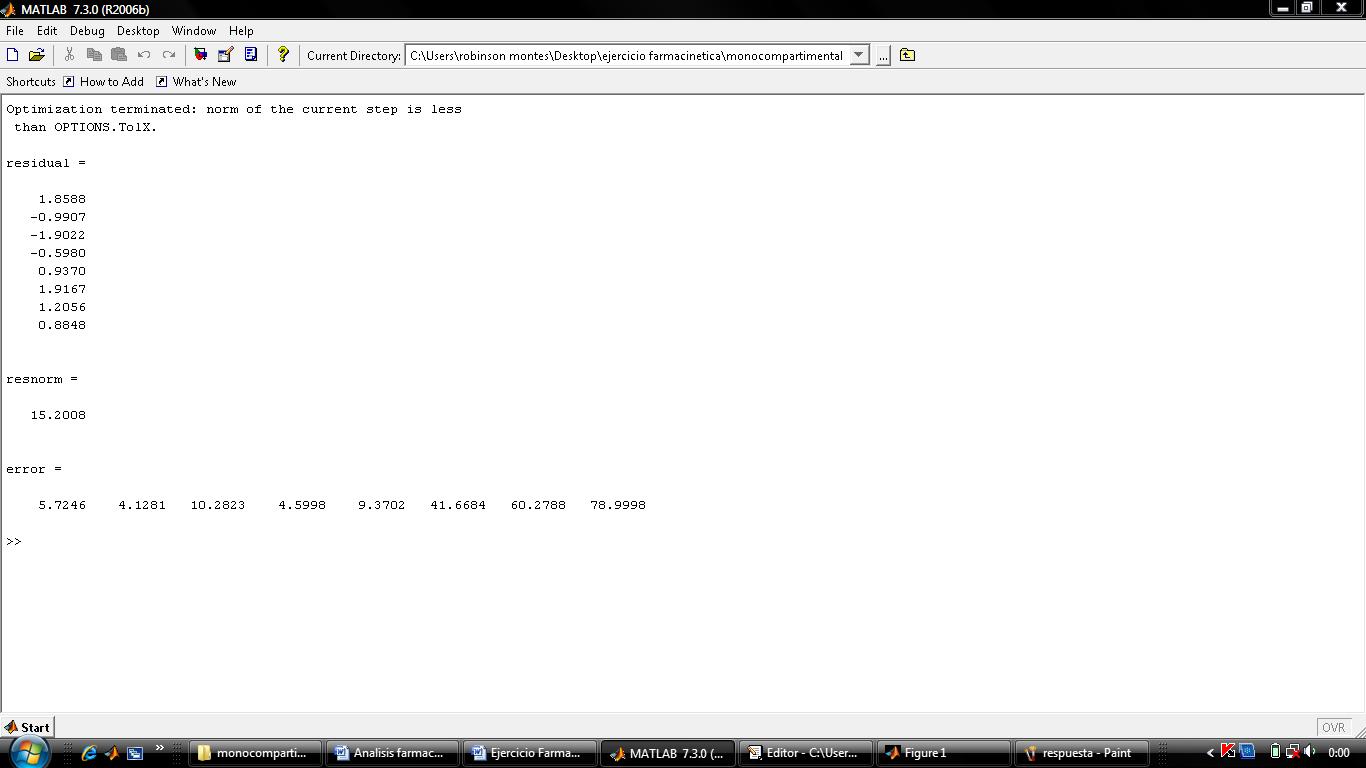 MATLAB 7.3.0 (R2006b)
File Edit Debug Desktop Window Help
Current Directory: C:\Users\robinson montes\Desktop\ejercicio farmacinetica\monocompartimental ...
Shortcuts How to Add What's New
Optimization terminated: norm of the current step is less
than OPTIONS.TolX.
residual =
1.8588
-0.9907
-1.9022
-0.5980
0.9370
1.9167
1.2056
0.8848
resnorm =
15.2008
error =
5.7246 4.1281 10.2823 4.5998 9.3702 41.6684 60.2788 78.9998
>>
Start OVR
» monocomparti... Analisis farmac... Ejercicio Farma... MATLAB 7.3.0 (... Editor - C:\User... Figure 1 respuesta - Paint < 0:00